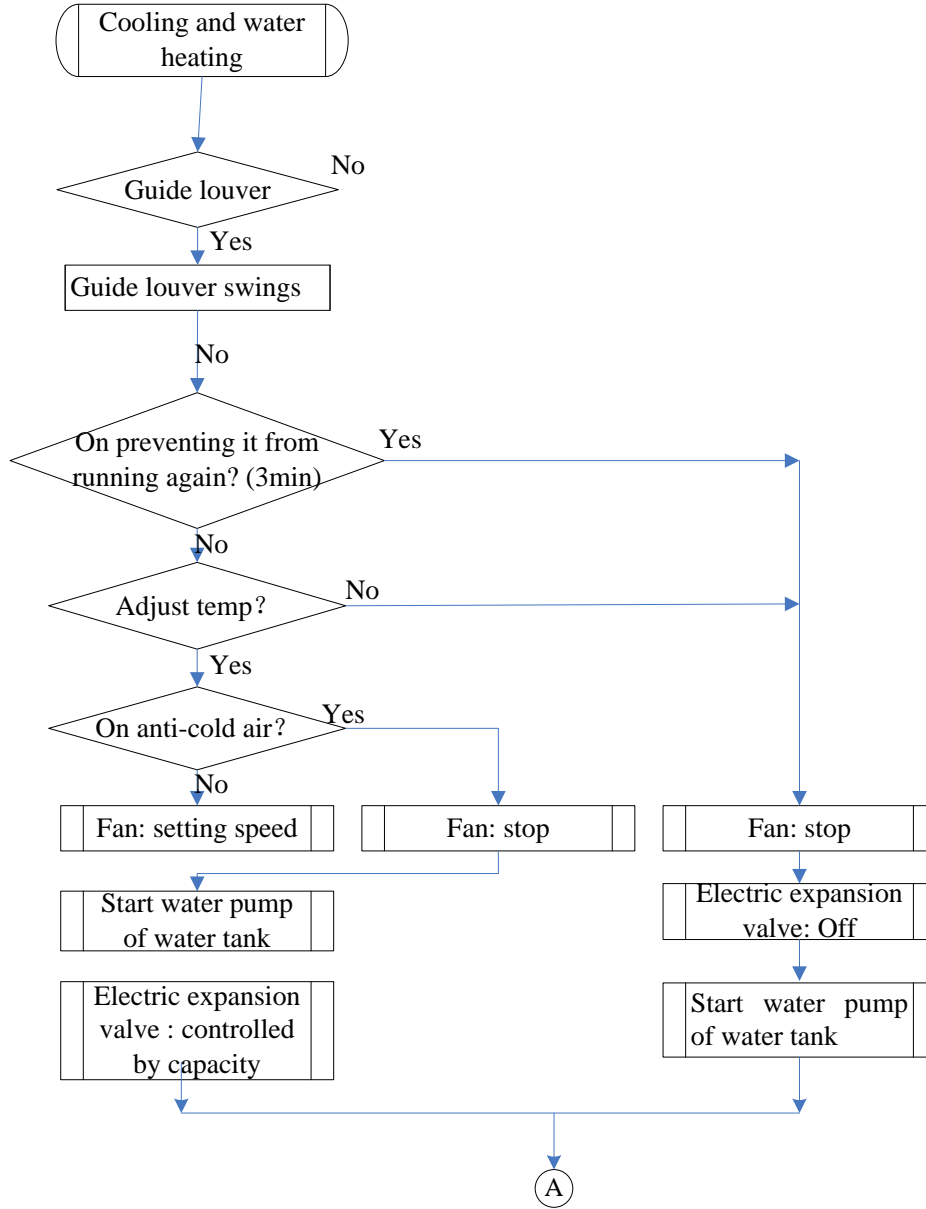 Cooling and water
heating
No
Guide louver
Yes
Guide louver swings
No
On preventing it from
running again? (3min)
Yes
No
Adjust temp？
No
Yes
On anti-cold air？
Yes
No
Fan: setting speed
Fan: stop
Fan: stop
Start water pump
of water tank
Electric expansion
valve: Off
Electric expansion
valve : controlled
by capacity
Start water pump
of water tank
A